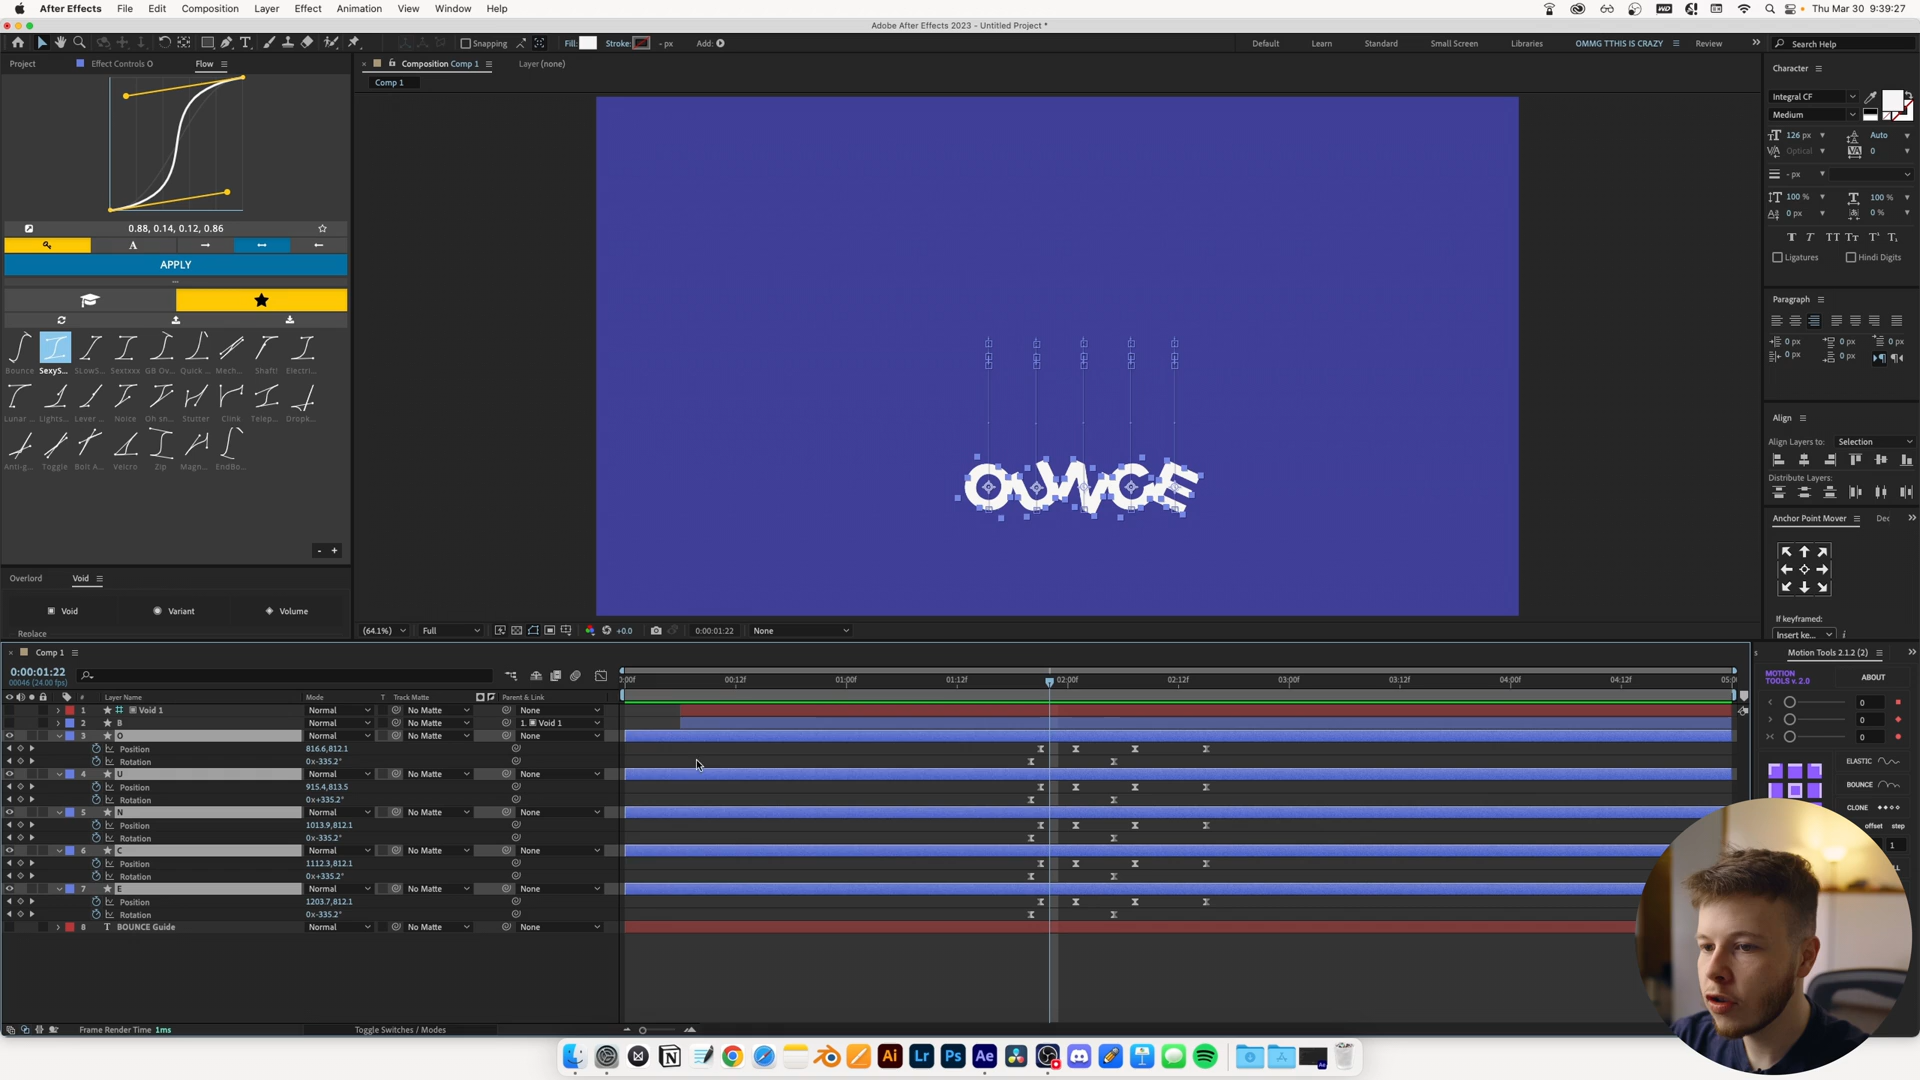 After Effects File Edit Composition Layer Effect Animation View Window Help
Thu Mar 30 9:39:27
Adobe After Effects 2023 - Untitled Project *
Snapping Fill: Stroke: - px Add:
Default Learn Standard Small Screen Libraries OMMG TTHIS IS CRAZY Review Search Help
Project Effect Controls O Flow
Composition Comp 1 Layer (none)
Comp 1
0.88, 0.14, 0.12, 0.86
A
APPLY
Bounce SexyS... SLowS... Sextxxx GB Ov... Quick ... Mech... Shaft! Electri...
Lunar ... Lights... Lever ... Noice Oh sn... Stutter Clink Telep... Dropk...
Anti-g... Toggle Bolt A... Velcro Zip Magn... EndBo...
- +
Overlord Void
Void Variant Volume
Replace
OUNCE
(64.1%) Full +0.0 0:00:01:22 None
Character
Integral CF
Medium
126 px Auto
Optical 0
- px
100 % 100 %
0 px 0 %
T T TT Tт T¹ T₁
Ligatures Hindi Digits
Paragraph
0 px 0 px 0 px
0 px 0 px
Align
Align Layers to: Selection
Distribute Layers:
Anchor Point Mover Dec
If keyframed:
Insert ke...
Comp 1
0:00:01:22
00046 (24.00 fps)
:00f 00:12f 01:00f 01:12f 02:00f 02:12f 03:00f 03:12f 04:00f 04:12f 05:00
# Layer Name Mode T Track Matte Parent & Link
1 Void 1 Normal No Matte None
2 B Normal No Matte 1. Void 1
3 O Normal No Matte None
Position 816.6,812.1
Rotation 0x-335.2°
4 U Normal No Matte None
Position 915.4,813.5
Rotation 0x+335.2°
5 N Normal No Matte None
Position 1013.9,812.1
Rotation 0x-335.2°
6 C Normal No Matte None
Position 1112.3,812.1
Rotation 0x+335.2°
7 E Normal No Matte None
Position 1203.7,812.1
Rotation 0x-335.2°
8 T BOUNCE Guide Normal No Matte None
Frame Render Time 1ms Toggle Switches / Modes
s Motion Tools 2.1.2 (2)
MOTION
TOOLS v. 2.0 ABOUT
0
0
0
ELASTIC
BOUNCE
CLONE
offset step
1
Ai Lr Ps Ae